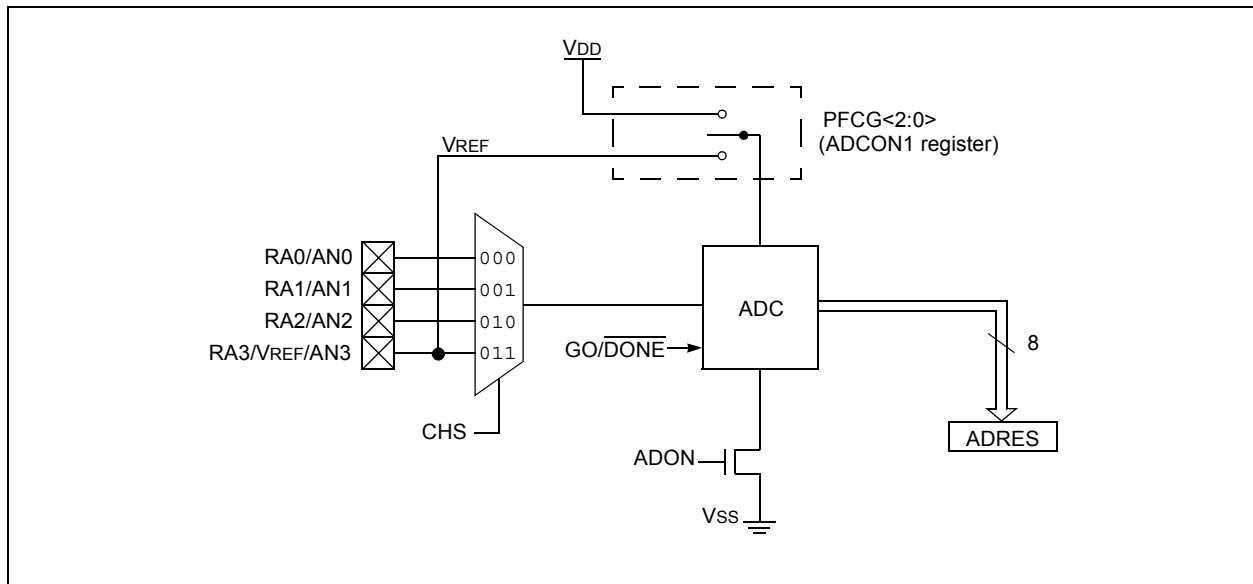 VDD
PFCG<2:0>
(ADCON1 register)
VREF
RA0/AN0
000
RA1/AN1
001
RA2/AN2
010
RA3/VREF/AN3
011
ADC
GO/DONE
8
CHS
ADRES
ADON
VSS